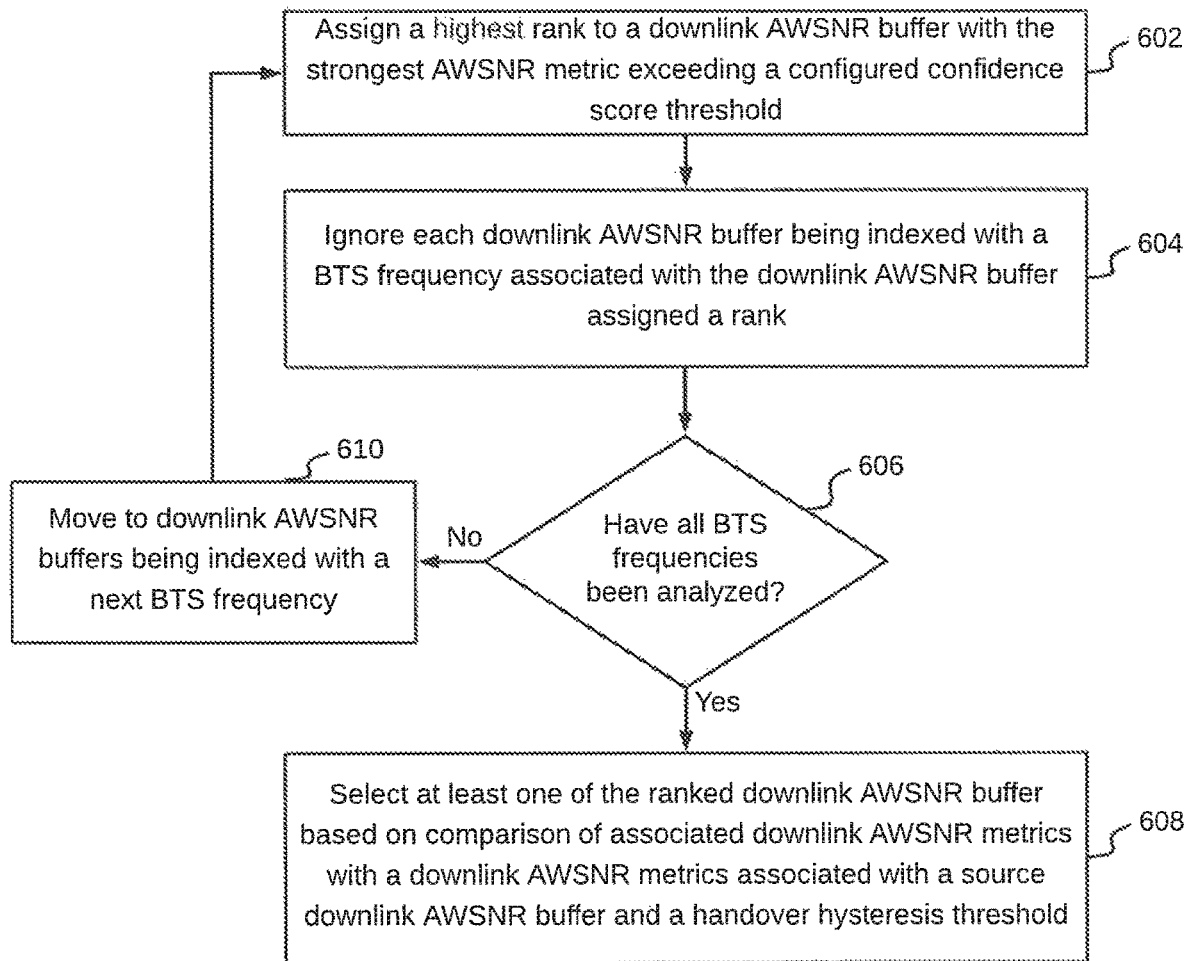 Assign a highest rank to a downlink AWSNR buffer with the
strongest AWSNR metric exceeding a configured confidence
score threshold
602
Ignore each downlink AWSNR buffer being indexed with a
BTS frequency associated with the downlink AWSNR buffer
assigned a rank
604
606
Have all BTS
frequencies
been analyzed?
No
610
Move to downlink AWSNR
buffers being indexed with a
next BTS frequency
Yes
Select at least one of the ranked downlink AWSNR buffer
based on comparison of associated downlink AWSNR metrics
with a downlink AWSNR metrics associated with a source
downlink AWSNR buffer and a handover hysteresis threshold
608